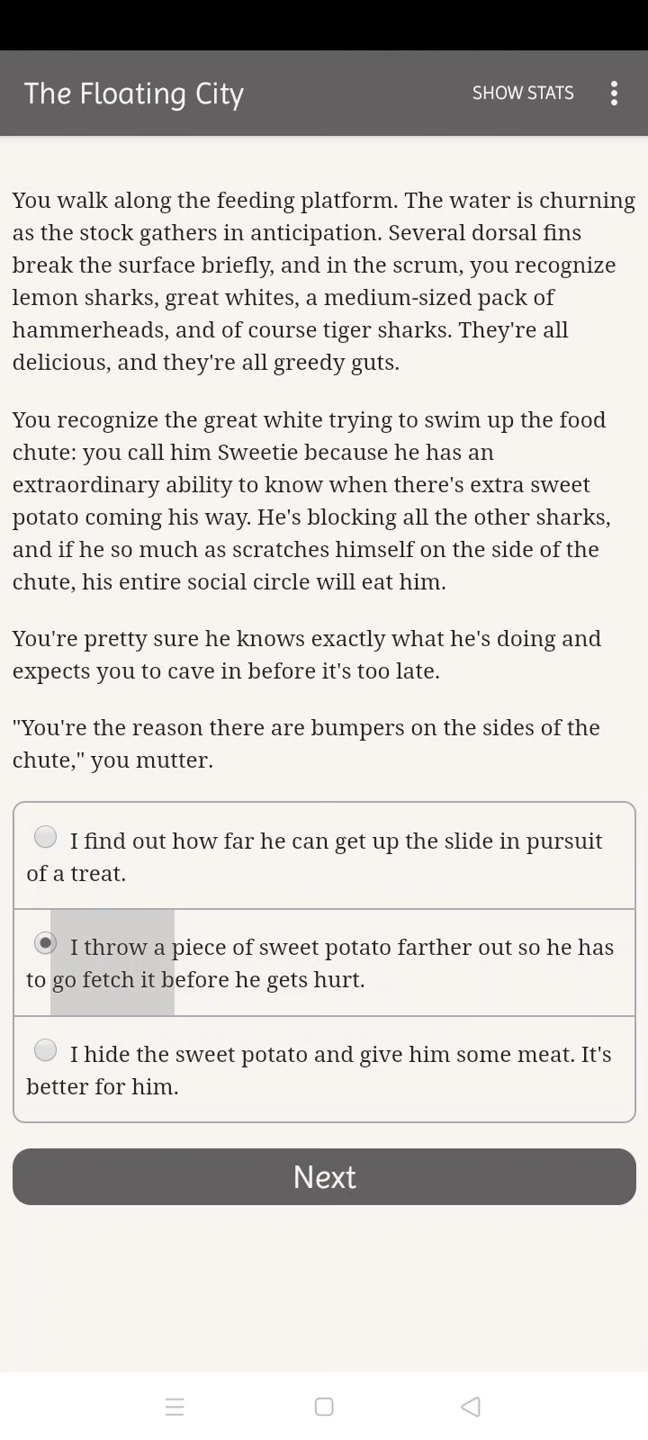 The Floating City
SHOW STATS
You walk along the feeding platform. The water is churning
as the stock gathers in anticipation. Several dorsal fins
break the surface briefly, and in the scrum, you recognize
lemon sharks, great whites, a medium-sized pack of
hammerheads, and of course tiger sharks. They're all
delicious, and they're all greedy guts.
You recognize the great white trying to swim up the food
chute: you call him Sweetie because he has an
extraordinary ability to know when there's extra sweet
potato coming his way. He's blocking all the other sharks,
and if he so much as scratches himself on the side of the
chute, his entire social circle will eat him.
You're pretty sure he knows exactly what he's doing and
expects you to cave in before it's too late.
"You're the reason there are bumpers on the sides of the
chute," you mutter.
I find out how far he can get up the slide in pursuit
of a treat.
I throw a piece of sweet potato farther out so he has
to go fetch it before he gets hurt.
I hide the sweet potato and give him some meat. It's
better for him.
Next